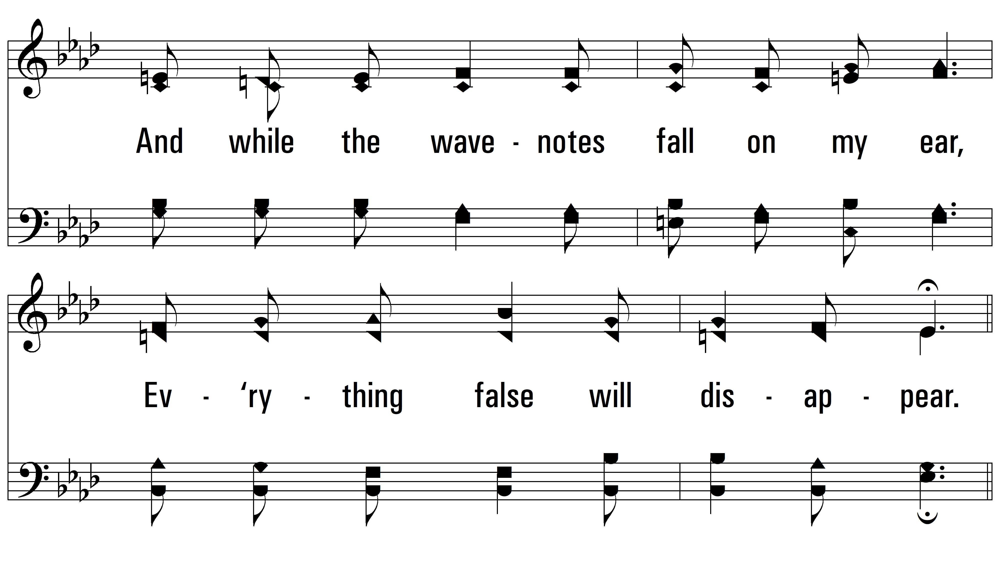 And while the wave - notes fall on my ear,
Ev - ‘ry - thing false will dis - ap - pear.